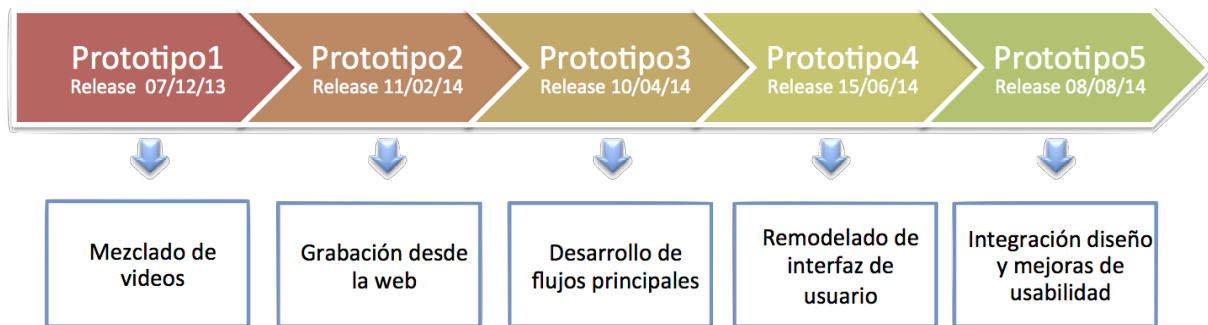 Prototipo1
Release 07/12/13
Prototipo2
Release 11/02/14
Prototipo3
Release 10/04/14
Prototipo4
Release 15/06/14
Prototipo5
Release 08/08/14
Mezclado de
videos
Grabación desde
la web
Desarrollo de
flujos principales
Remodelado de
interfaz de
usuario
Integración diseño
y mejoras de
usabilidad